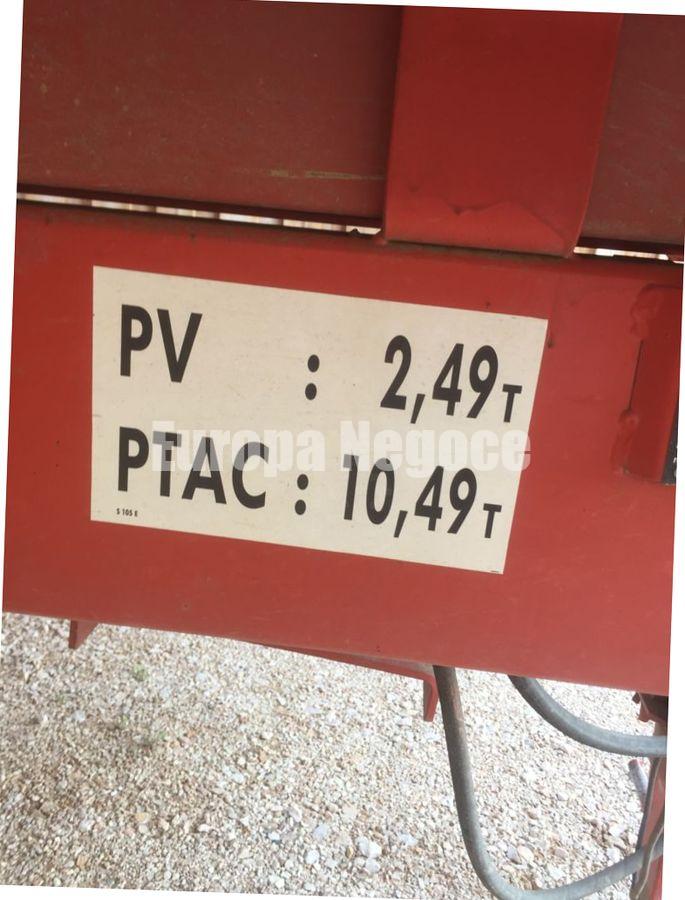 PV : 2,49T
Europa Negoce
PTAC : 10,49T
S 105 E